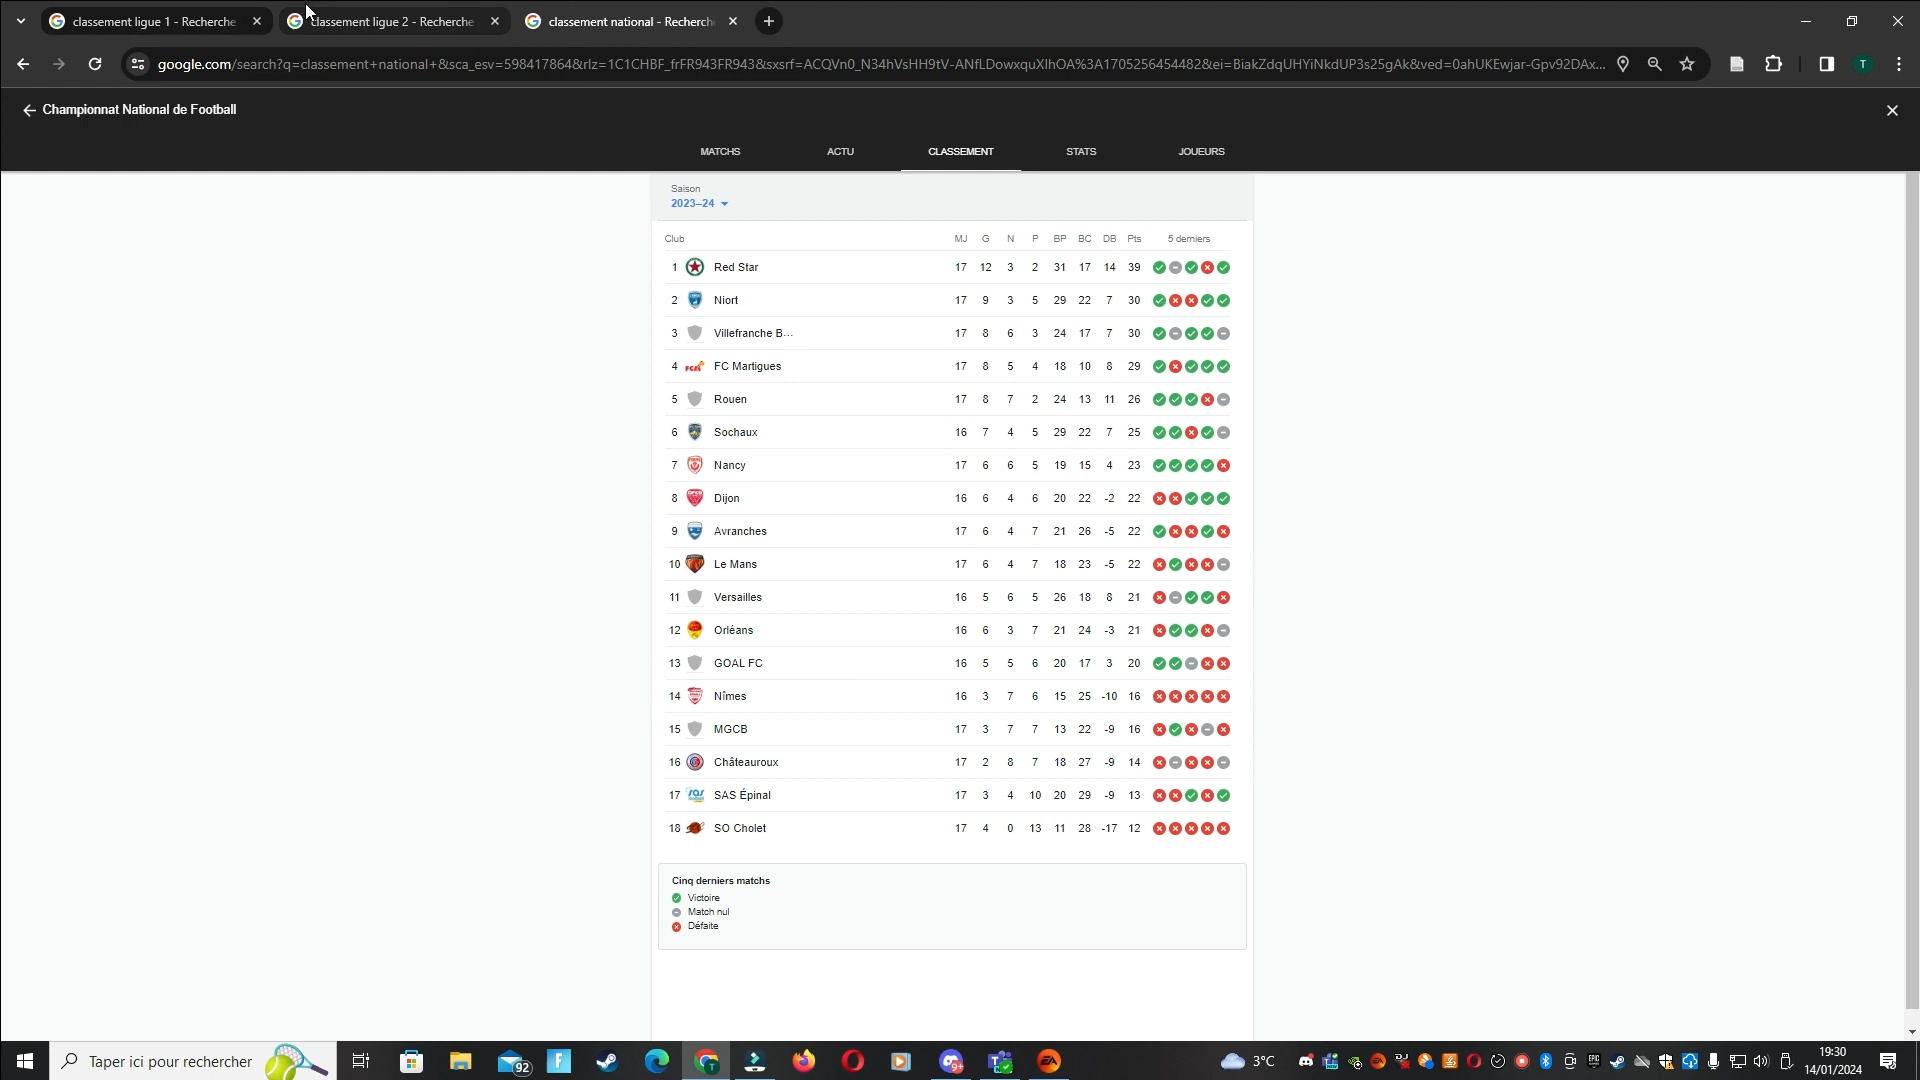 classement ligue 1 - Recherche
classement ligue 2 - Recherche
classement national - Recherch
google.com/search?q=classement+national+&sca_esv=598417864&rlz=1C1CHBF_frFR943FR943&sxsrf=ACQVn0_N34hVsHH9tV-ANfLDowxquXIhOA%3A1705256454482&ei=BiakZdqUHYiNkdUP3s25gAk&ved=0ahUKEwjar-Gpv92DAx...
T
Championnat National de Football
MATCHS ACTU CLASSEMENT STATS JOUEURS
Saison
2023–24
Club MJ G N P BP BC DB Pts 5 derniers
1 Red Star 17 12 3 2 31 17 14 39
2 Niort 17 9 3 5 29 22 7 30
3 Villefranche B... 17 8 6 3 24 17 7 30
4 FC Martigues 17 8 5 4 18 10 8 29
5 Rouen 17 8 7 2 24 13 11 26
6 Sochaux 16 7 4 5 29 22 7 25
7 Nancy 17 6 6 5 19 15 4 23
8 Dijon 16 6 4 6 20 22 -2 22
9 Avranches 17 6 4 7 21 26 -5 22
10 Le Mans 17 6 4 7 18 23 -5 22
11 Versailles 16 5 6 5 26 18 8 21
12 Orléans 16 6 3 7 21 24 -3 21
13 GOAL FC 16 5 5 6 20 17 3 20
14 Nîmes 16 3 7 6 15 25 -10 16
15 MGCB 17 3 7 7 13 22 -9 16
16 Châteauroux 17 2 8 7 18 27 -9 14
17 SAS Épinal 17 3 4 10 20 29 -9 13
18 SO Cholet 17 4 0 13 11 28 -17 12
Cinq derniers matchs
Victoire
Match nul
Défaite
Taper ici pour rechercher
92
9+
3°C
19:30
14/01/2024